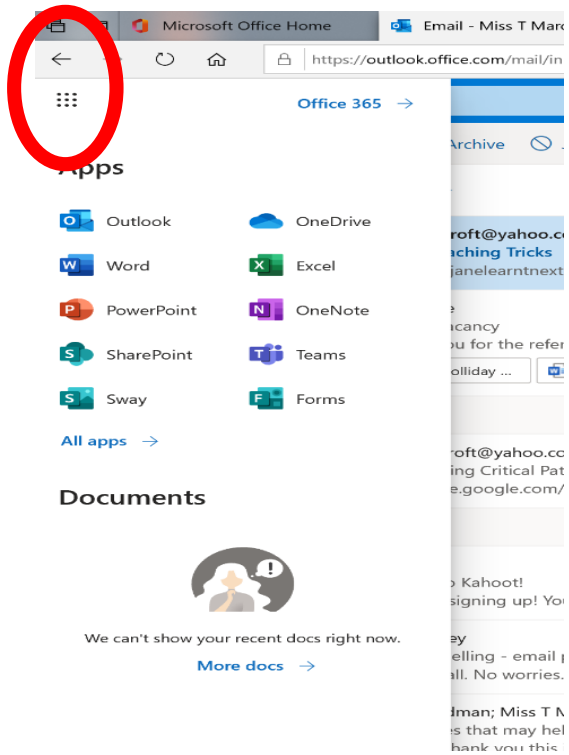 Microsoft Office Home
Email - Miss T Marc
https://outlook.office.com/mail/in
Office 365 →
Apps
Outlook
OneDrive
Word
Excel
PowerPoint
OneNote
SharePoint
Teams
Sway
Forms
All apps →
Documents
We can't show your recent docs right now.
More docs →
Archive
roft@yahoo.co
aching Tricks
janelearntnext
acancy
ou for the refer
olliday ...
roft@yahoo.co
ing Critical Pat
e.google.com/
o Kahoot!
signing up! You
ey
elling - email p
all. No worries.
dman; Miss T M
s that may hel
hank you this